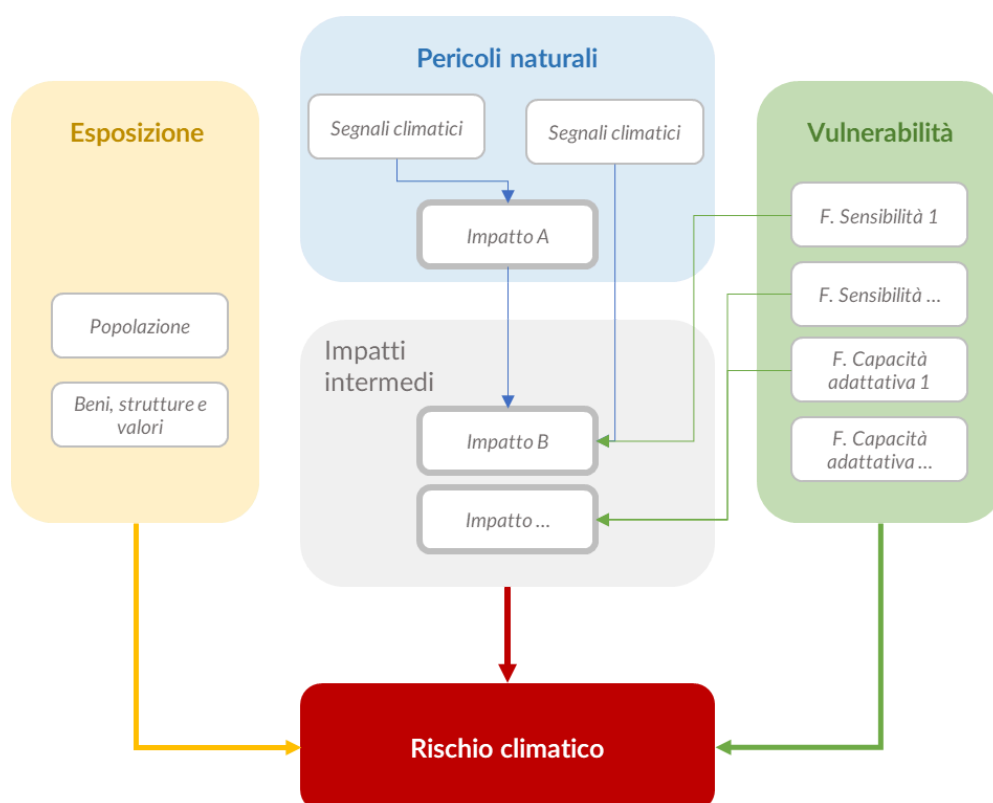 Pericoli naturali
Esposizione
Segnali climatici
Segnali climatici
Vulnerabilità
Impatto A
F. Sensibilità 1
F. Sensibilità ...
Popolazione
Impatti
intermedi
F. Capacità
adattativa 1
Beni, strutture e
valori
Impatto B
F. Capacità
adattativa ...
Impatto ...
Rischio climatico